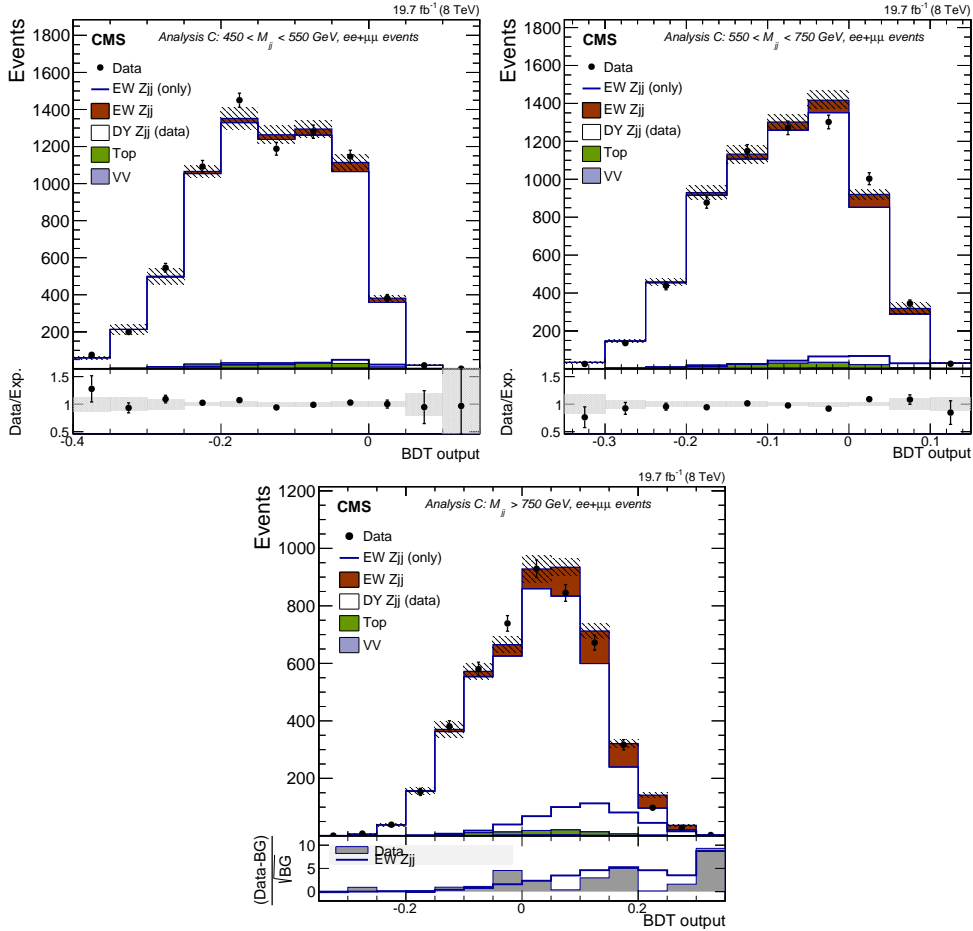 19.7 fb⁻¹ (8 TeV)
Events
CMS
Analysis C: 450 < M_jj < 550 GeV, ee+μμ events
Data
EW Zjj (only)
EW Zjj
DY Zjj (data)
Top
VV
1800
1600
1400
1200
1000
800
600
400
200
Data/Exp.
1.5
1
0.5
-0.4
-0.2
0
BDT output
19.7 fb⁻¹ (8 TeV)
Events
CMS
Analysis C: 550 < M_jj < 750 GeV, ee+μμ events
Data
EW Zjj (only)
EW Zjj
DY Zjj (data)
Top
VV
1800
1600
1400
1200
1000
800
600
400
200
Data/Exp.
1.5
1
0.5
-0.3
-0.2
-0.1
0
0.1
BDT output
19.7 fb⁻¹ (8 TeV)
Events
CMS
Analysis C: M_jj > 750 GeV, ee+μμ events
Data
EW Zjj (only)
EW Zjj
DY Zjj (data)
Top
VV
1200
1000
800
600
400
200
(Data-BG)
√BG
10
5
0
Data
EW Zjj
-0.2
0
0.2
BDT output